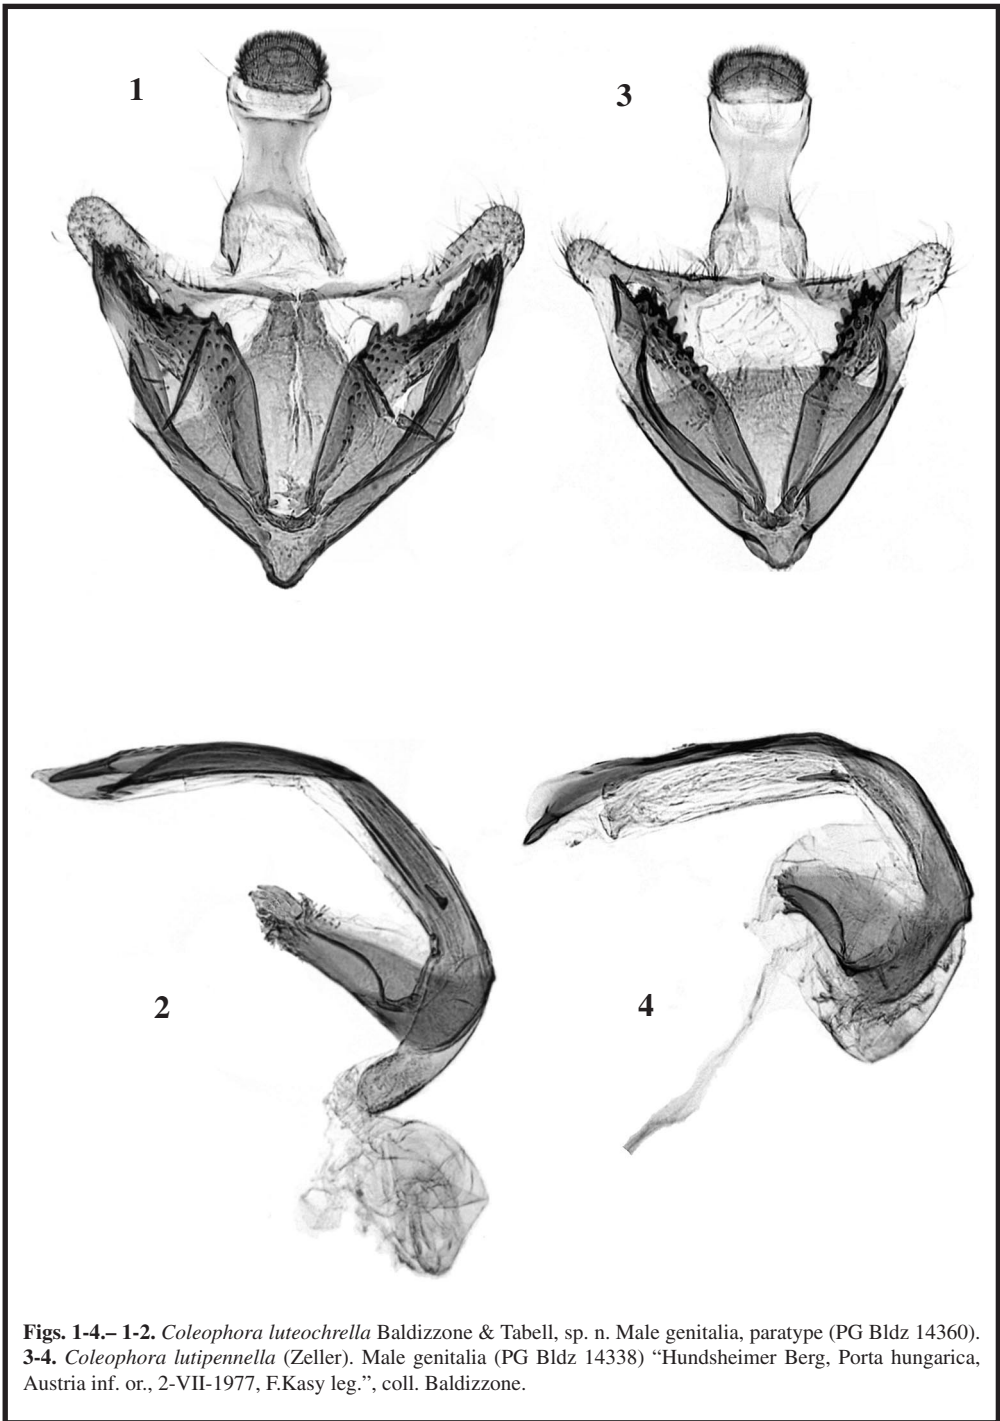 1
3
2
4
Figs. 1-4.– 1-2. Coleophora luteochrella Baldizzone & Tabell, sp. n. Male genitalia, paratype (PG Bldz 14360).
3-4. Coleophora lutipennella (Zeller). Male genitalia (PG Bldz 14338) “Hundsheimer Berg, Porta hungarica,
Austria inf. or., 2-VII-1977, F.Kasy leg.”, coll. Baldizzone.